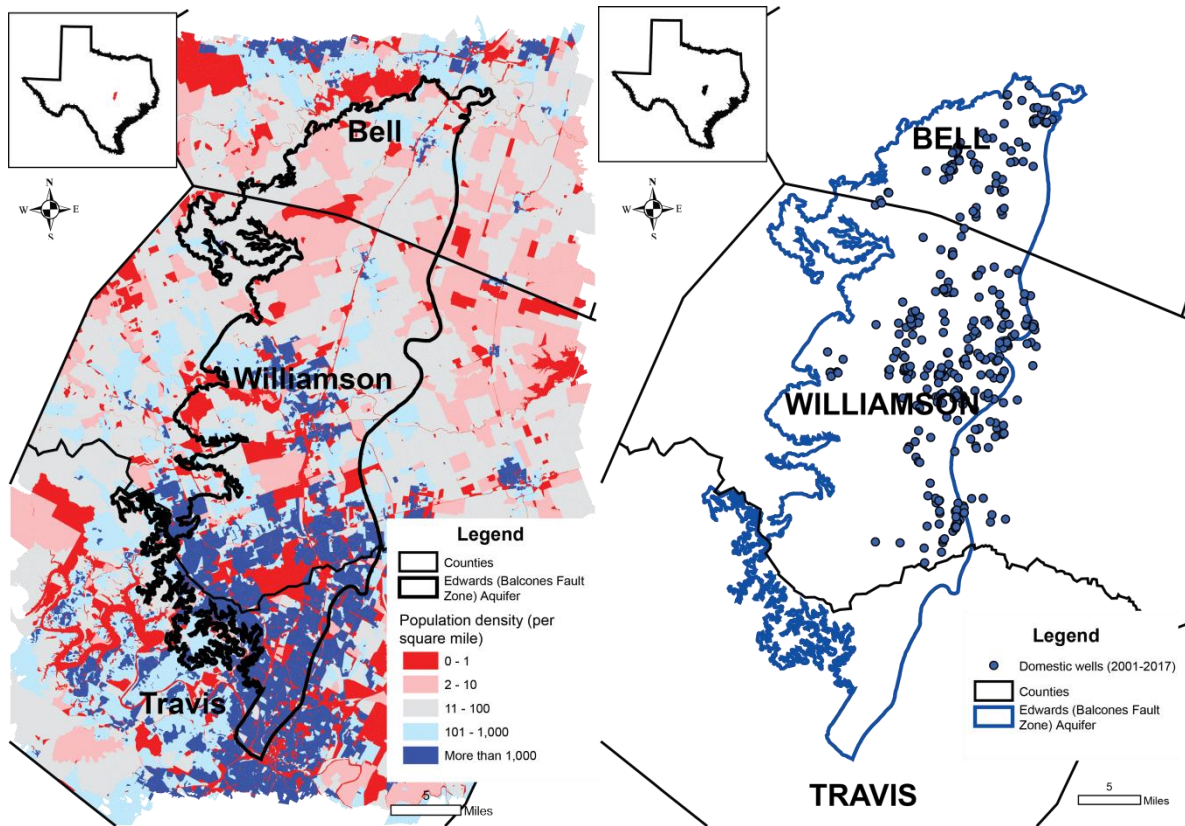 N
W E
S
Bell
Williamson
Travis
Legend
Counties
Edwards (Balcones Fault
Zone) Aquifer
Population density (per
square mile)
0 - 1
2 - 10
11 - 100
101 - 1,000
More than 1,000
5
Miles
N
W E
S
BELL
WILLIAMSON
TRAVIS
Legend
Domestic wells (2001-2017)
Counties
Edwards (Balcones Fault
Zone) Aquifer
5
Miles